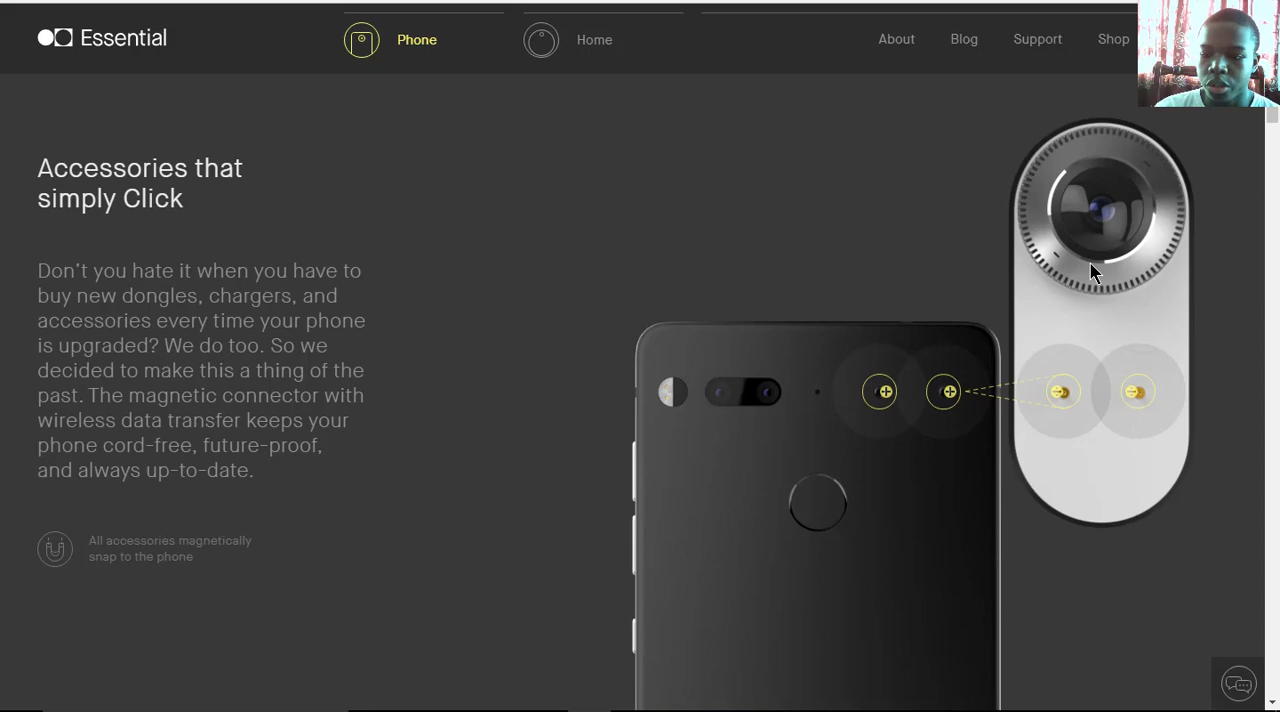 Essential
Phone
Home
About
Blog
Support
Shop
Accessories that
simply Click
Don't you hate it when you have to
buy new dongles, chargers, and
accessories every time your phone
is upgraded? We do too. So we
decided to make this a thing of the
past. The magnetic connector with
wireless data transfer keeps your
phone cord-free, future-proof,
and always up-to-date.
All accessories magnetically
snap to the phone